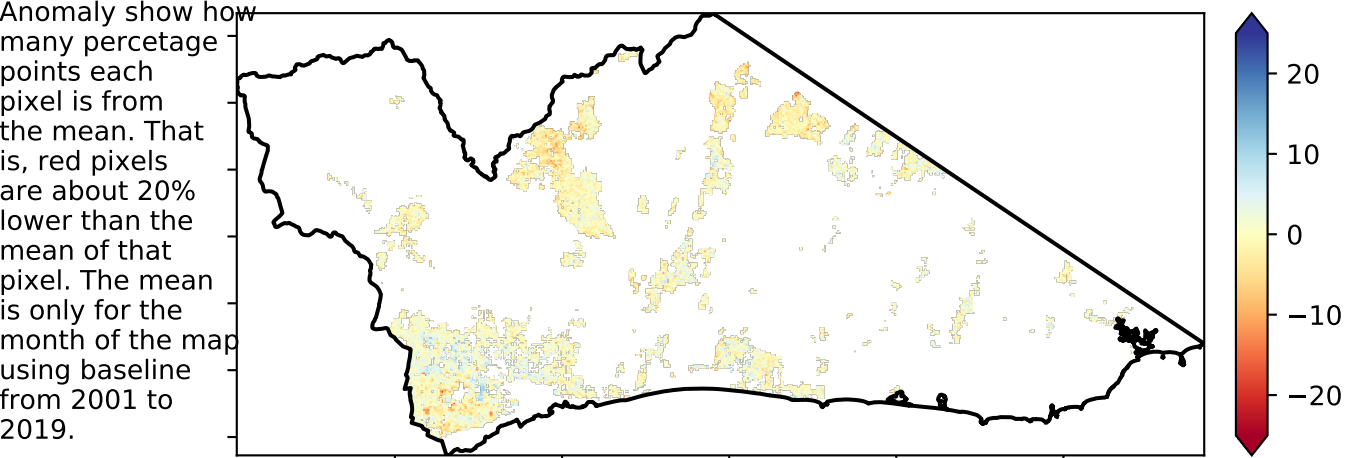 Anomaly show how
many percetage
points each
pixel is from
the mean. That
is, red pixels
are about 20%
lower than the
mean of that
pixel. The mean
is only for the
month of the map
using baseline
from 2001 to
2019.
20
10
0
−10
−20